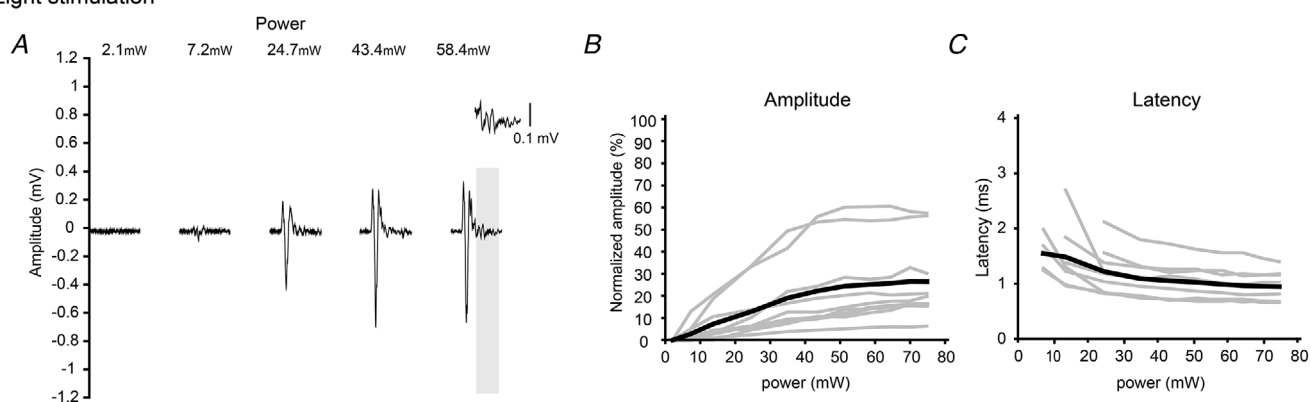 Light stimulation
A
Power
2.1mW 7.2mW 24.7mW 43.4mW 58.4mW
1.2
1
0.8
0.6
0.4
0.2
0
-0.2
-0.4
-0.6
-0.8
-1
-1.2
Amplitude (mV)
0.1 mV
B
Amplitude
100
90
80
70
60
50
40
30
20
10
0
Normalized amplitude (%)
0 10 20 30 40 50 60 70 80
power (mW)
C
Latency
4
3
2
1
0
Latency (ms)
0 10 20 30 40 50 60 70 80
power (mW)